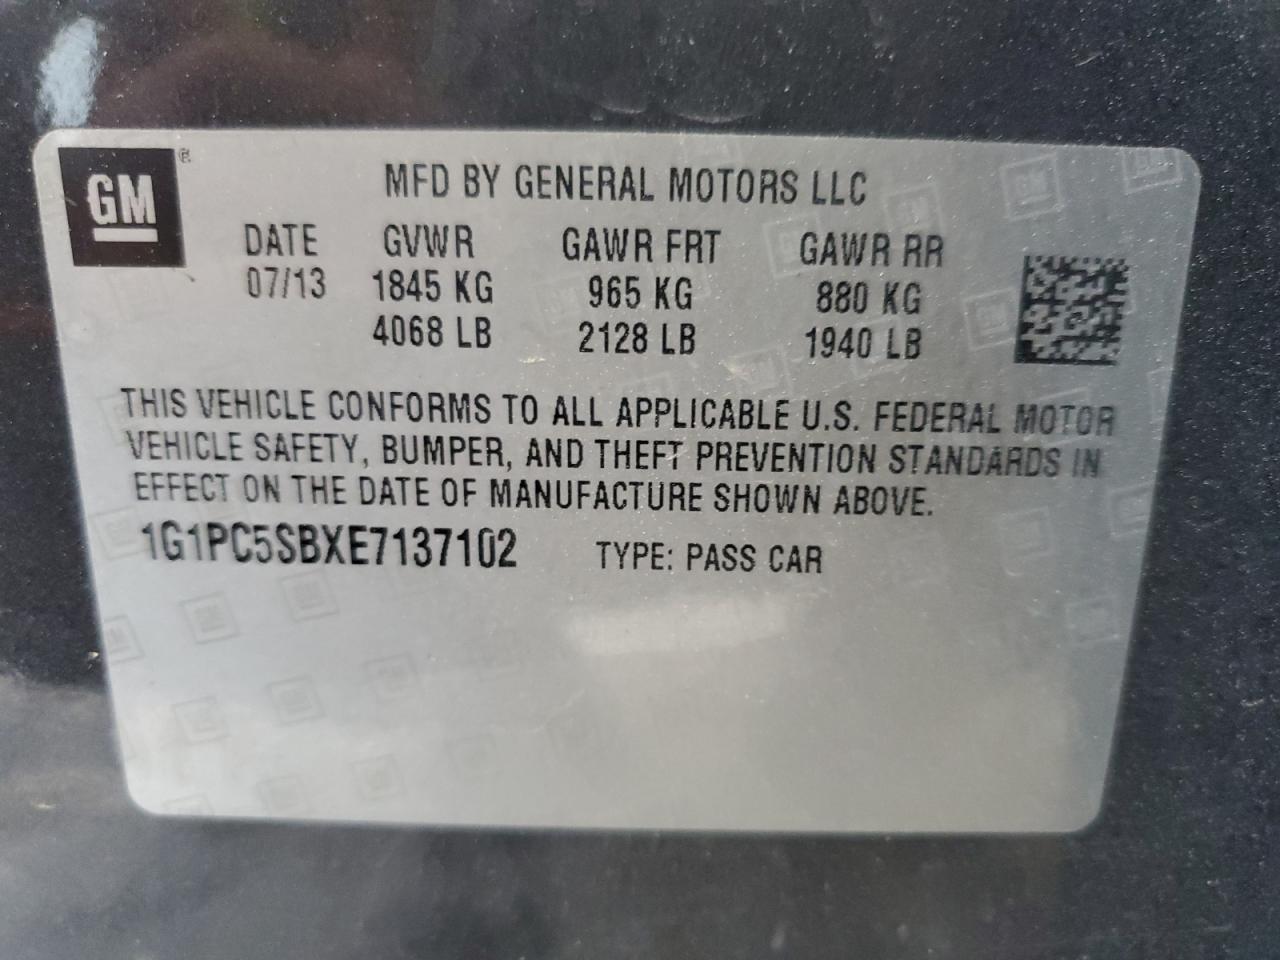 GM
MFD BY GENERAL MOTORS LLC
DATE GVWR GAWR FRT GAWR RR
07/13 1845 KG 965 KG 880 KG
4068 LB 2128 LB 1940 LB
THIS VEHICLE CONFORMS TO ALL APPLICABLE U.S. FEDERAL MOTOR
VEHICLE SAFETY, BUMPER, AND THEFT PREVENTION STANDARDS IN
EFFECT ON THE DATE OF MANUFACTURE SHOWN ABOVE.
1G1PC5SBXE7137102 TYPE: PASS CAR